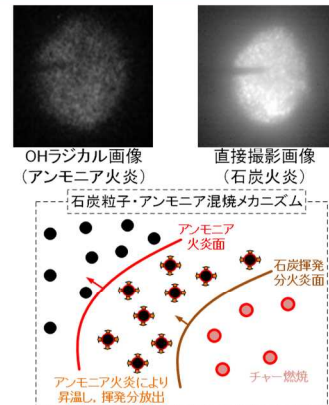 OHラジカル画像
(アンモニア火炎)
直接撮影画像
(石炭火炎)
石炭粒子・アンモニア混焼メカニズム
アンモニア
火炎面
石炭揮発
分火炎面
チャー燃焼
アンモニア火炎により
昇温し，揮発分放出